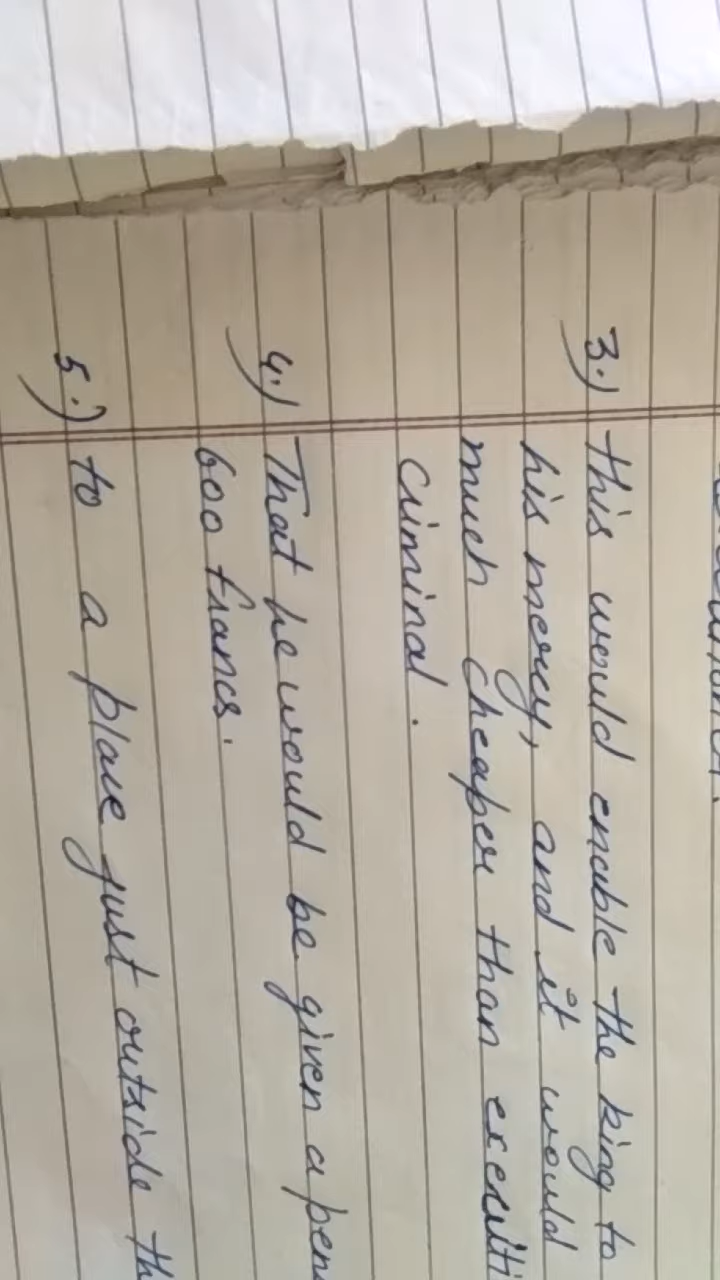 3.) this would enable the king to
his mercy, and it would
much cheaper than executi
criminal.
4.) That he would be given a pen
600 francs.
5.) to a place just outside th